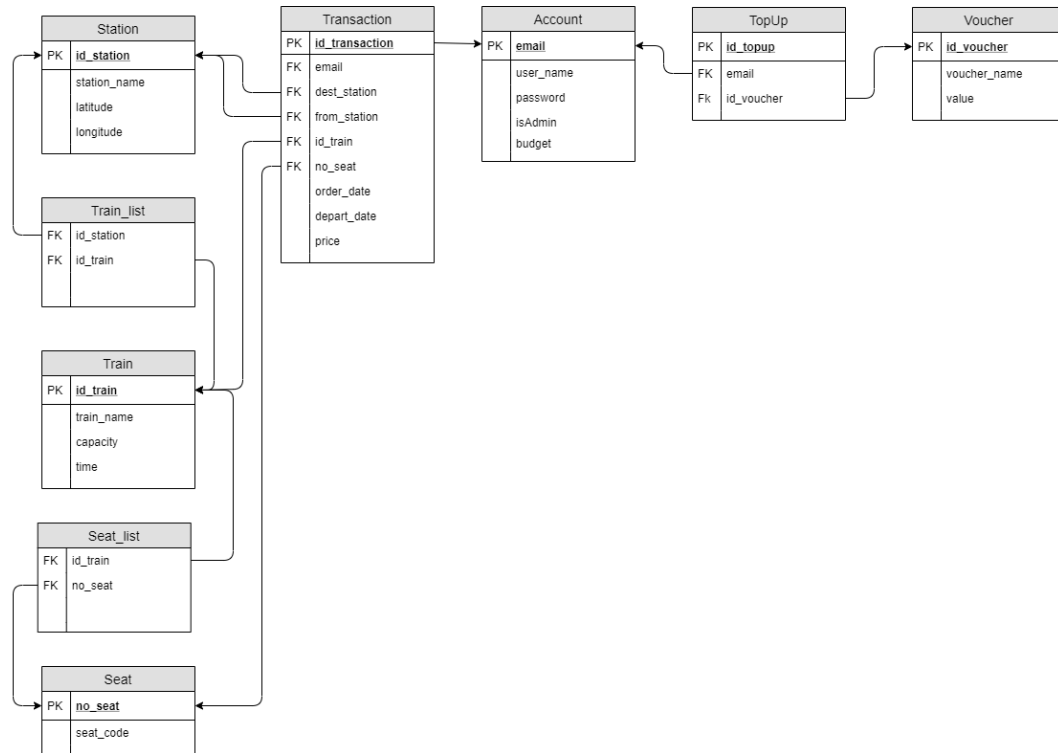 Station
PK id_station
station_name
latitude
longitude
Transaction
PK id_transaction
FK email
FK dest_station
FK from_station
FK id_train
FK no_seat
order_date
depart_date
price
Account
PK email
user_name
password
isAdmin
budget
TopUp
PK id_topup
FK email
Fk id_voucher
Voucher
PK id_voucher
voucher_name
value
Train_list
FK id_station
FK id_train
Train
PK id_train
train_name
capacity
time
Seat_list
FK id_train
FK no_seat
Seat
PK no_seat
seat_code